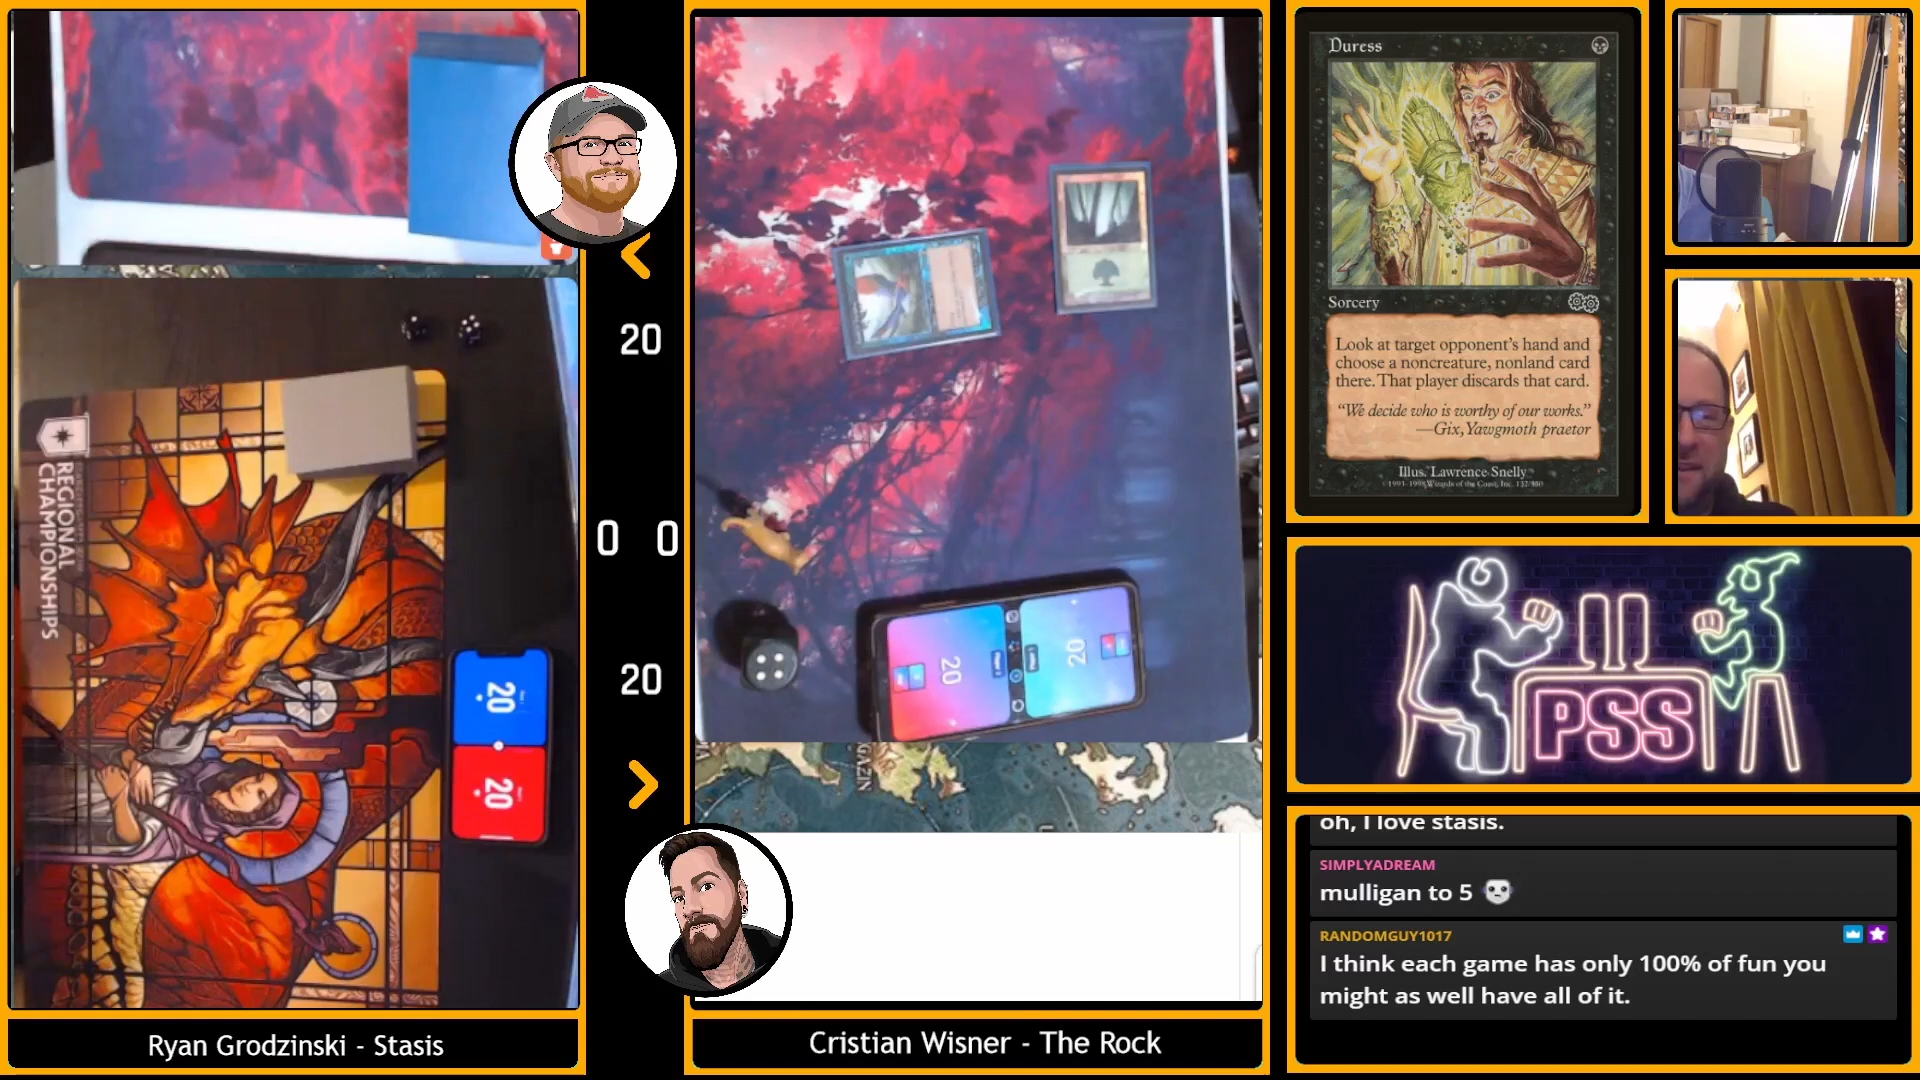 REGIONAL
CHAMPIONSHIPS
20
20
20
0 0
20
20
20
Ryan Grodzinski - Stasis
Cristian Wisner - The Rock
Duress
Sorcery
Look at target opponent's hand and
choose a noncreature, nonland card
there. That player discards that card.
“We decide who is worthy of our works.”
—Gix, Yawgmoth praetor
Illus. Lawrence Snelly
PSS
oh, I love stasis.
SIMPLYADREAM
mulligan to 5
RANDOMGUY1017
I think each game has only 100% of fun you
might as well have all of it.